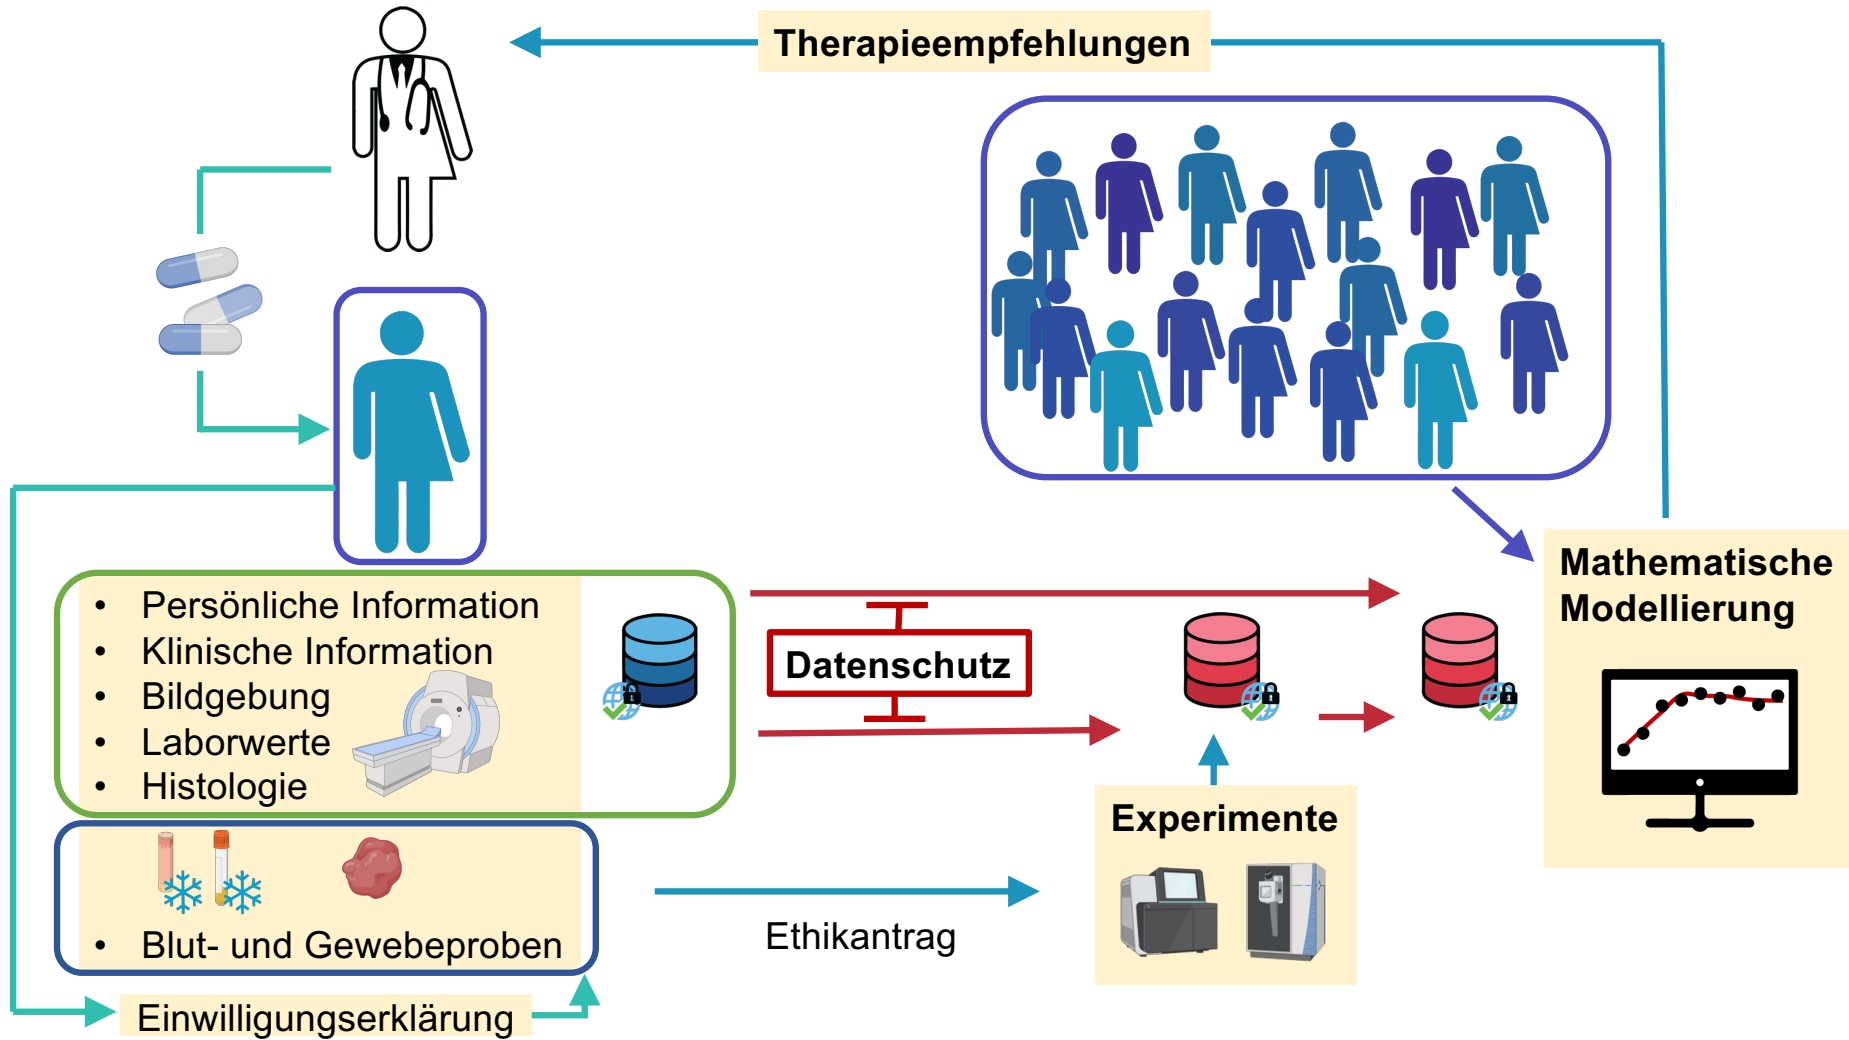 Therapieempfehlungen
Mathematische
Modellierung
• Persönliche Information
• Klinische Information
• Bildgebung
• Laborwerte
• Histologie
Datenschutz
Experimente
• Blut- und Gewebeproben
Ethikantrag
Einwilligungserklärung